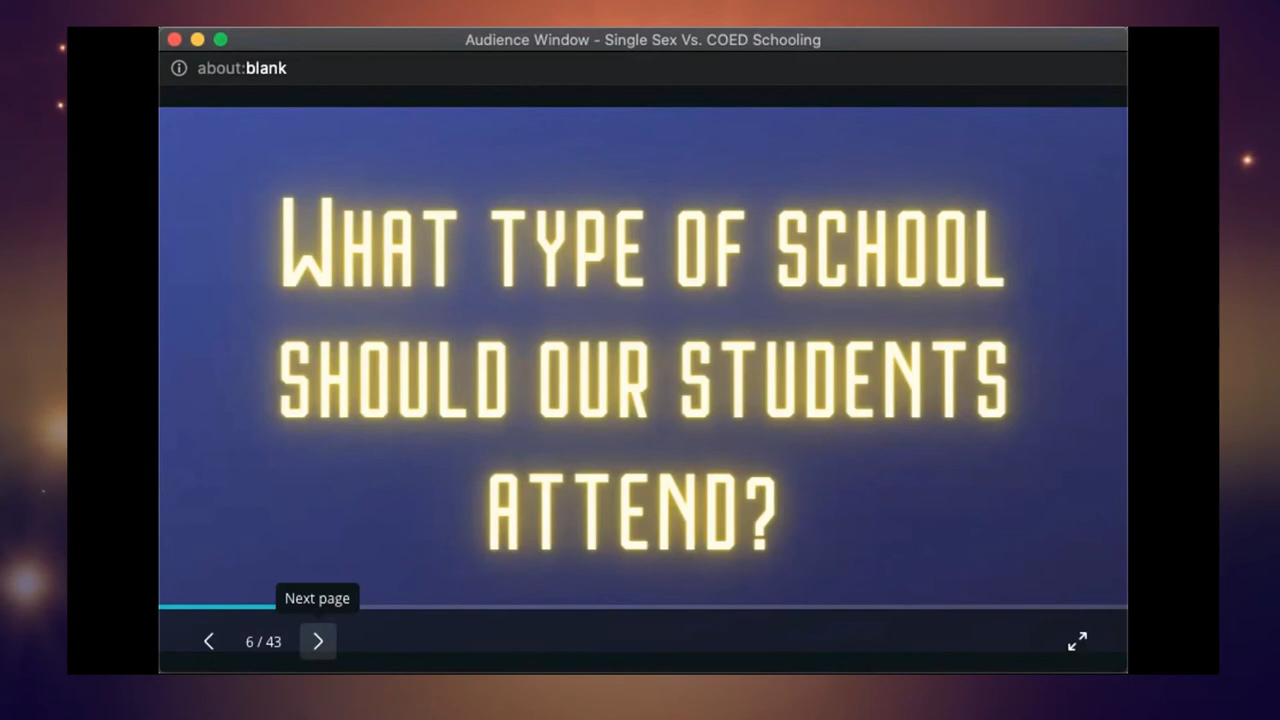 Audience Window - Single Sex Vs. COED Schooling
about:blank
What type of school
should our students
attend?
Next page
6 / 43